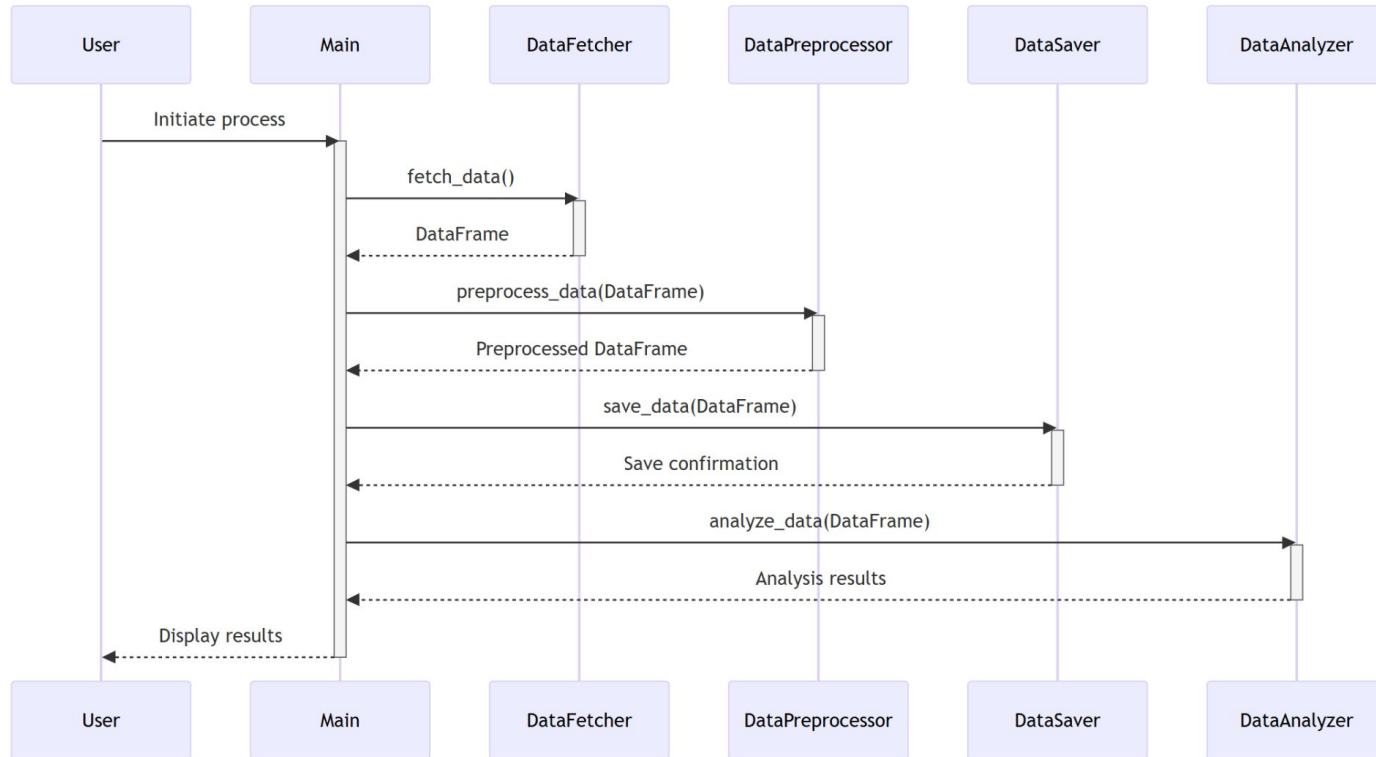 User
Main
DataFetcher
DataPreprocessor
DataSaver
DataAnalyzer
Initiate process
fetch_data()
DataFrame
preprocess_data(DataFrame)
Preprocessed DataFrame
save_data(DataFrame)
Save confirmation
analyze_data(DataFrame)
Analysis results
Display results
User
Main
DataFetcher
DataPreprocessor
DataSaver
DataAnalyzer